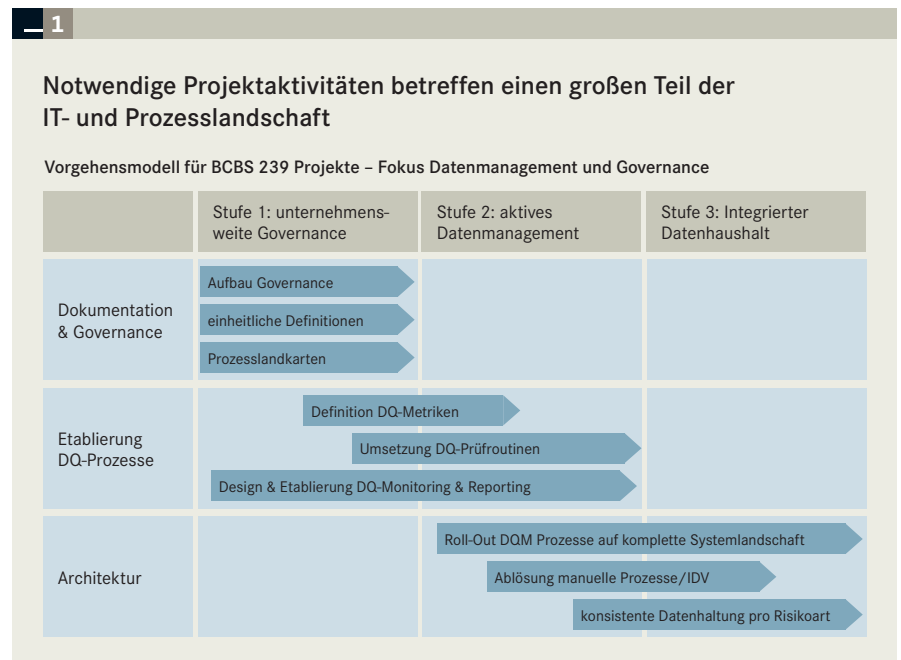 1
Notwendige Projektaktivitäten betreffen einen großen Teil der
IT- und Prozesslandschaft
Vorgehensmodell für BCBS 239 Projekte – Fokus Datenmanagement und Governance
Stufe 1: unternehmens-
weite Governance
Stufe 2: aktives
Datenmanagement
Stufe 3: Integrierter
Datenhaushalt
Dokumentation
& Governance
Aufbau Governance
einheitliche Definitionen
Prozesslandkarten
Etablierung
DQ-Prozesse
Definition DQ-Metriken
Umsetzung DQ-Prüfroutinen
Design & Etablierung DQ-Monitoring & Reporting
Architektur
Roll-Out DQM Prozesse auf komplette Systemlandschaft
Ablösung manuelle Prozesse/IDV
konsistente Datenhaltung pro Risikoart